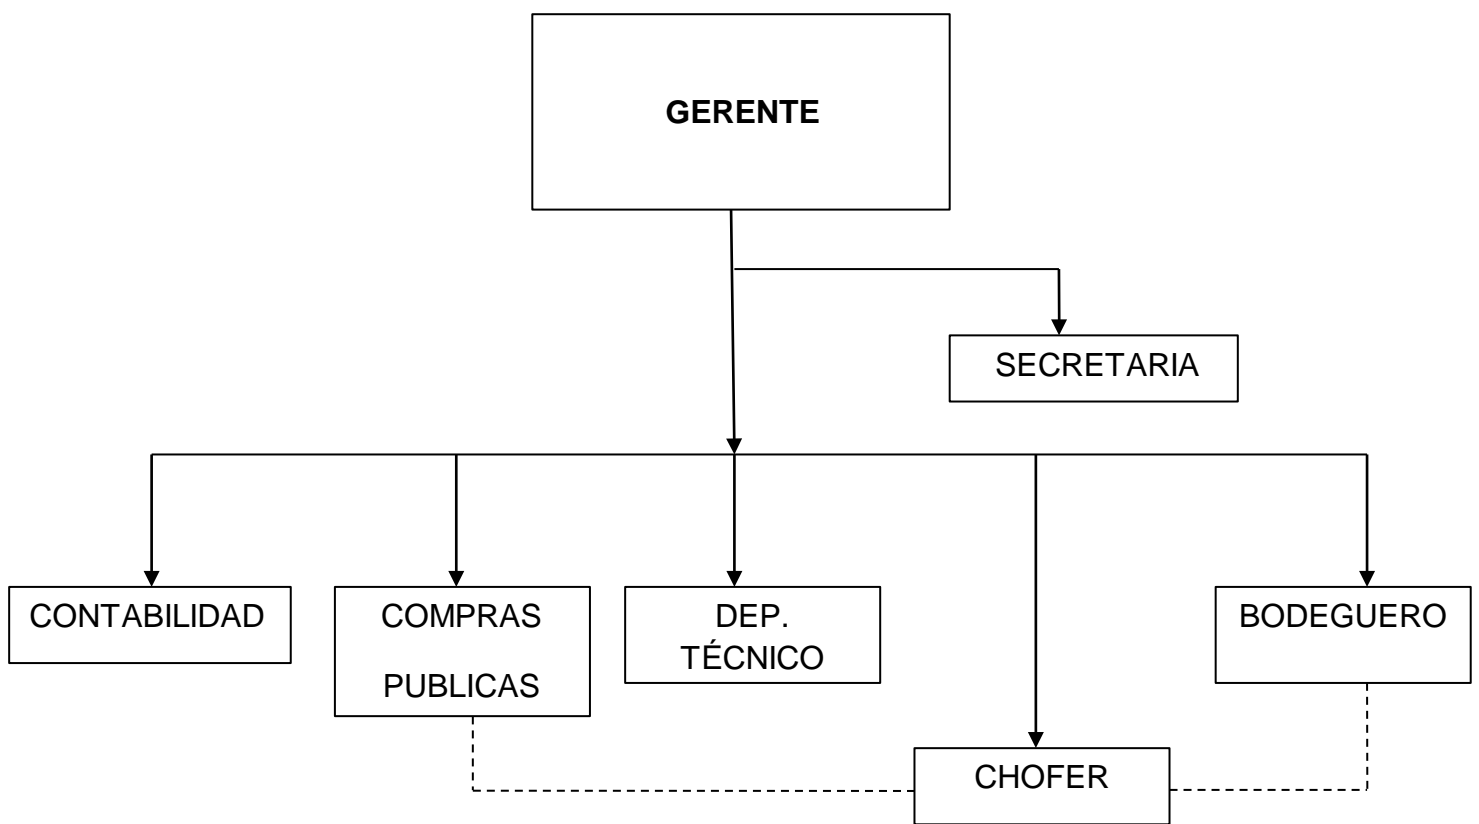 GERENTE
SECRETARIA
CONTABILIDAD
COMPRAS
PUBLICAS
DEP.
TÉCNICO
BODEGUERO
CHOFER